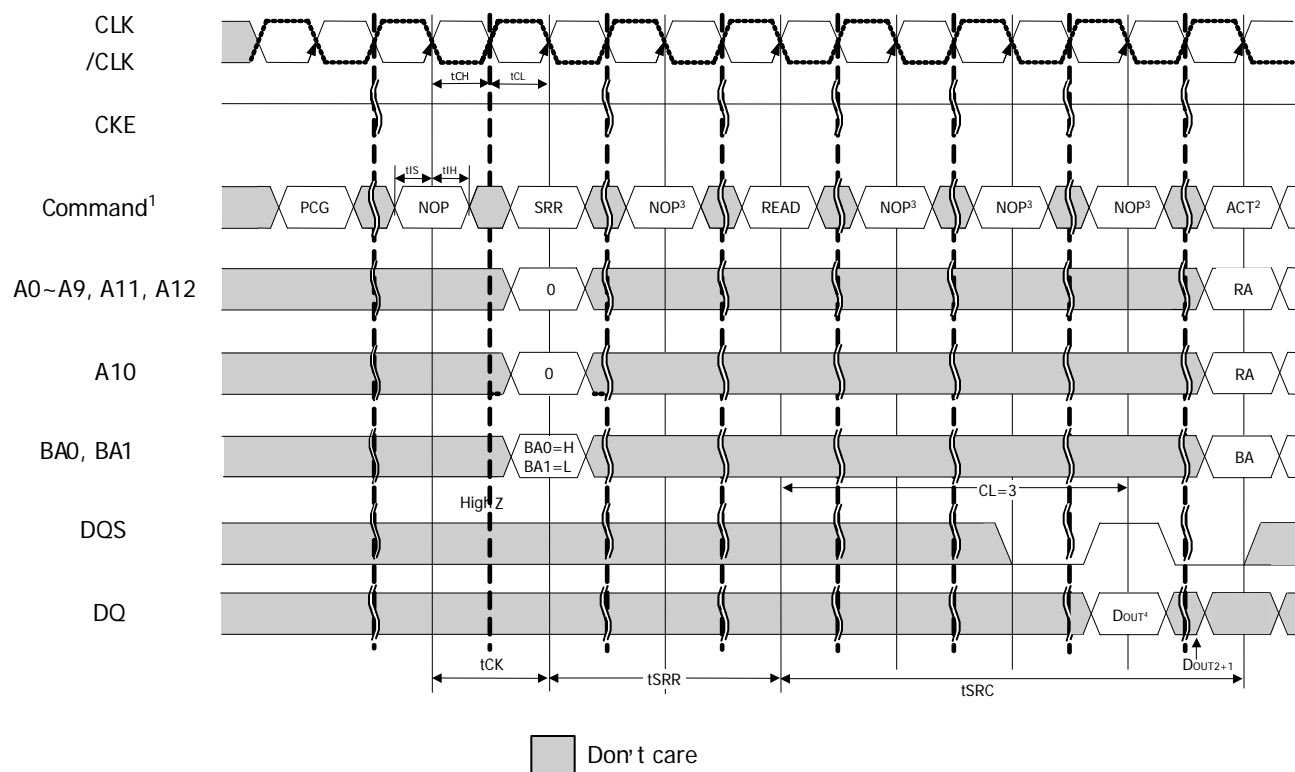 CLK
/CLK
tCH tCL
CKE
tIS tIH
Command¹ PCG NOP SRR NOP³ READ NOP³ NOP³ NOP³ ACT²
A0~A9, A11, A12 0 RA
A10 0 RA
BA0, BA1 BA0=H BA
BA1=L
CL=3
High Z
DQS
DQ DOUT⁴
DOUT2+1
tCK tSRR tSRC
Don't care